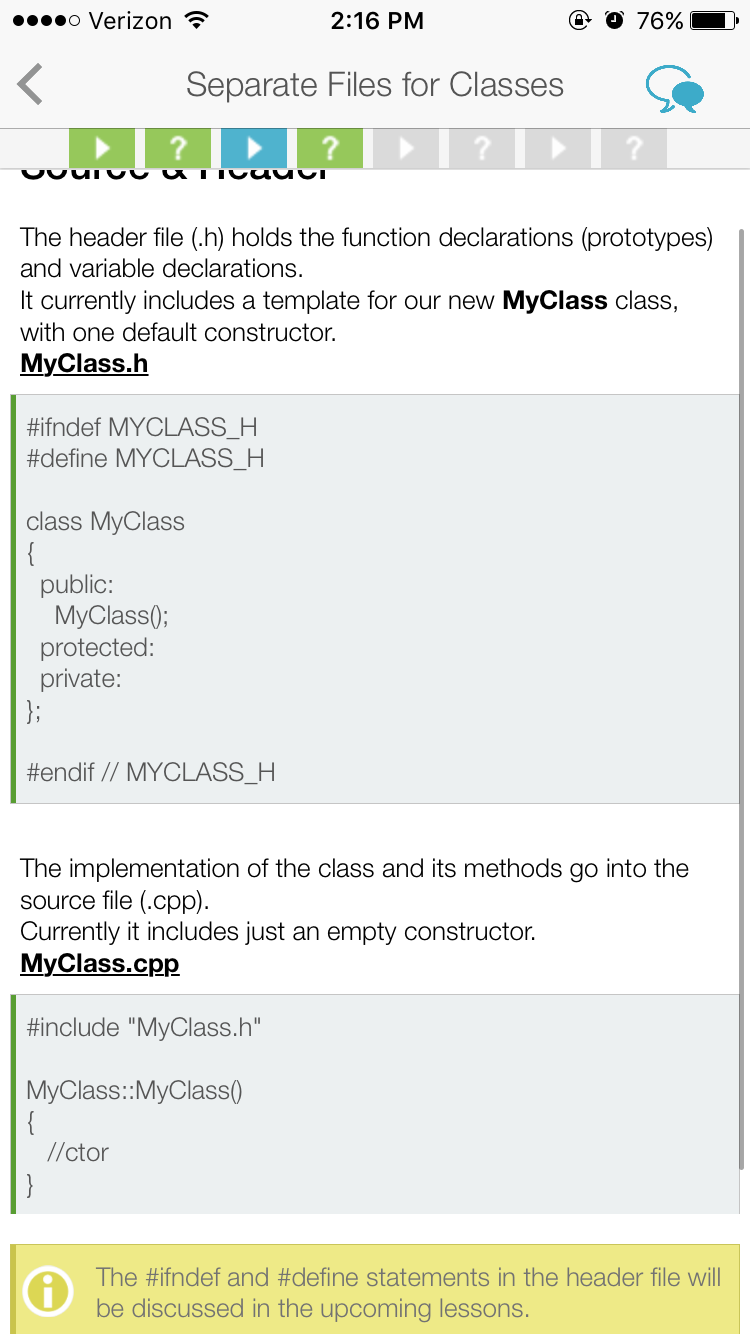 Verizon 2:16 PM 76%
Separate Files for Classes
? ? ? ?
Source & Header
The header file (.h) holds the function declarations (prototypes)
and variable declarations.
It currently includes a template for our new MyClass class,
with one default constructor.
MyClass.h
#ifndef MYCLASS_H
#define MYCLASS_H
class MyClass
{
public:
MyClass();
protected:
private:
};
#endif // MYCLASS_H
The implementation of the class and its methods go into the
source file (.cpp).
Currently it includes just an empty constructor.
MyClass.cpp
#include "MyClass.h"
MyClass::MyClass()
{
//ctor
}
The #ifndef and #define statements in the header file will
be discussed in the upcoming lessons.